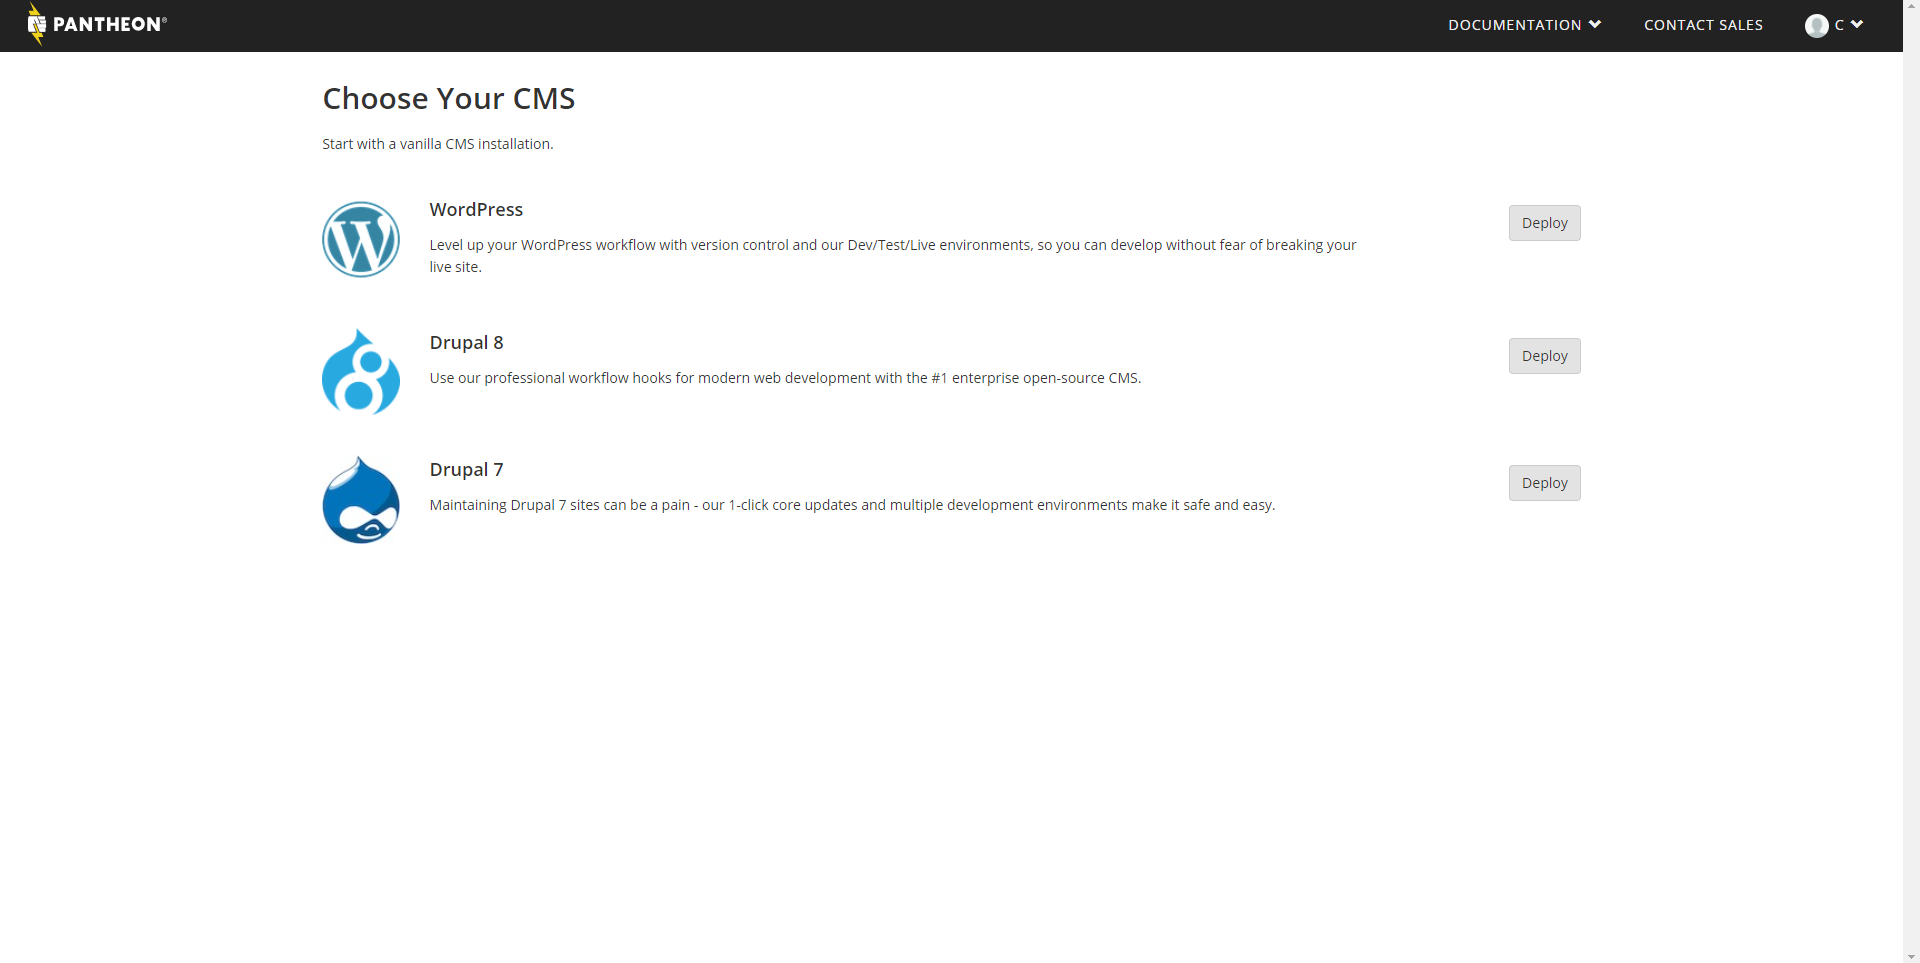 PANTHEON®
DOCUMENTATION
CONTACT SALES
C
Choose Your CMS
Start with a vanilla CMS installation.
WordPress
Level up your WordPress workflow with version control and our Dev/Test/Live environments, so you can develop without fear of breaking your
live site.
Deploy
Drupal 8
Use our professional workflow hooks for modern web development with the #1 enterprise open-source CMS.
Deploy
Drupal 7
Maintaining Drupal 7 sites can be a pain - our 1-click core updates and multiple development environments make it safe and easy.
Deploy